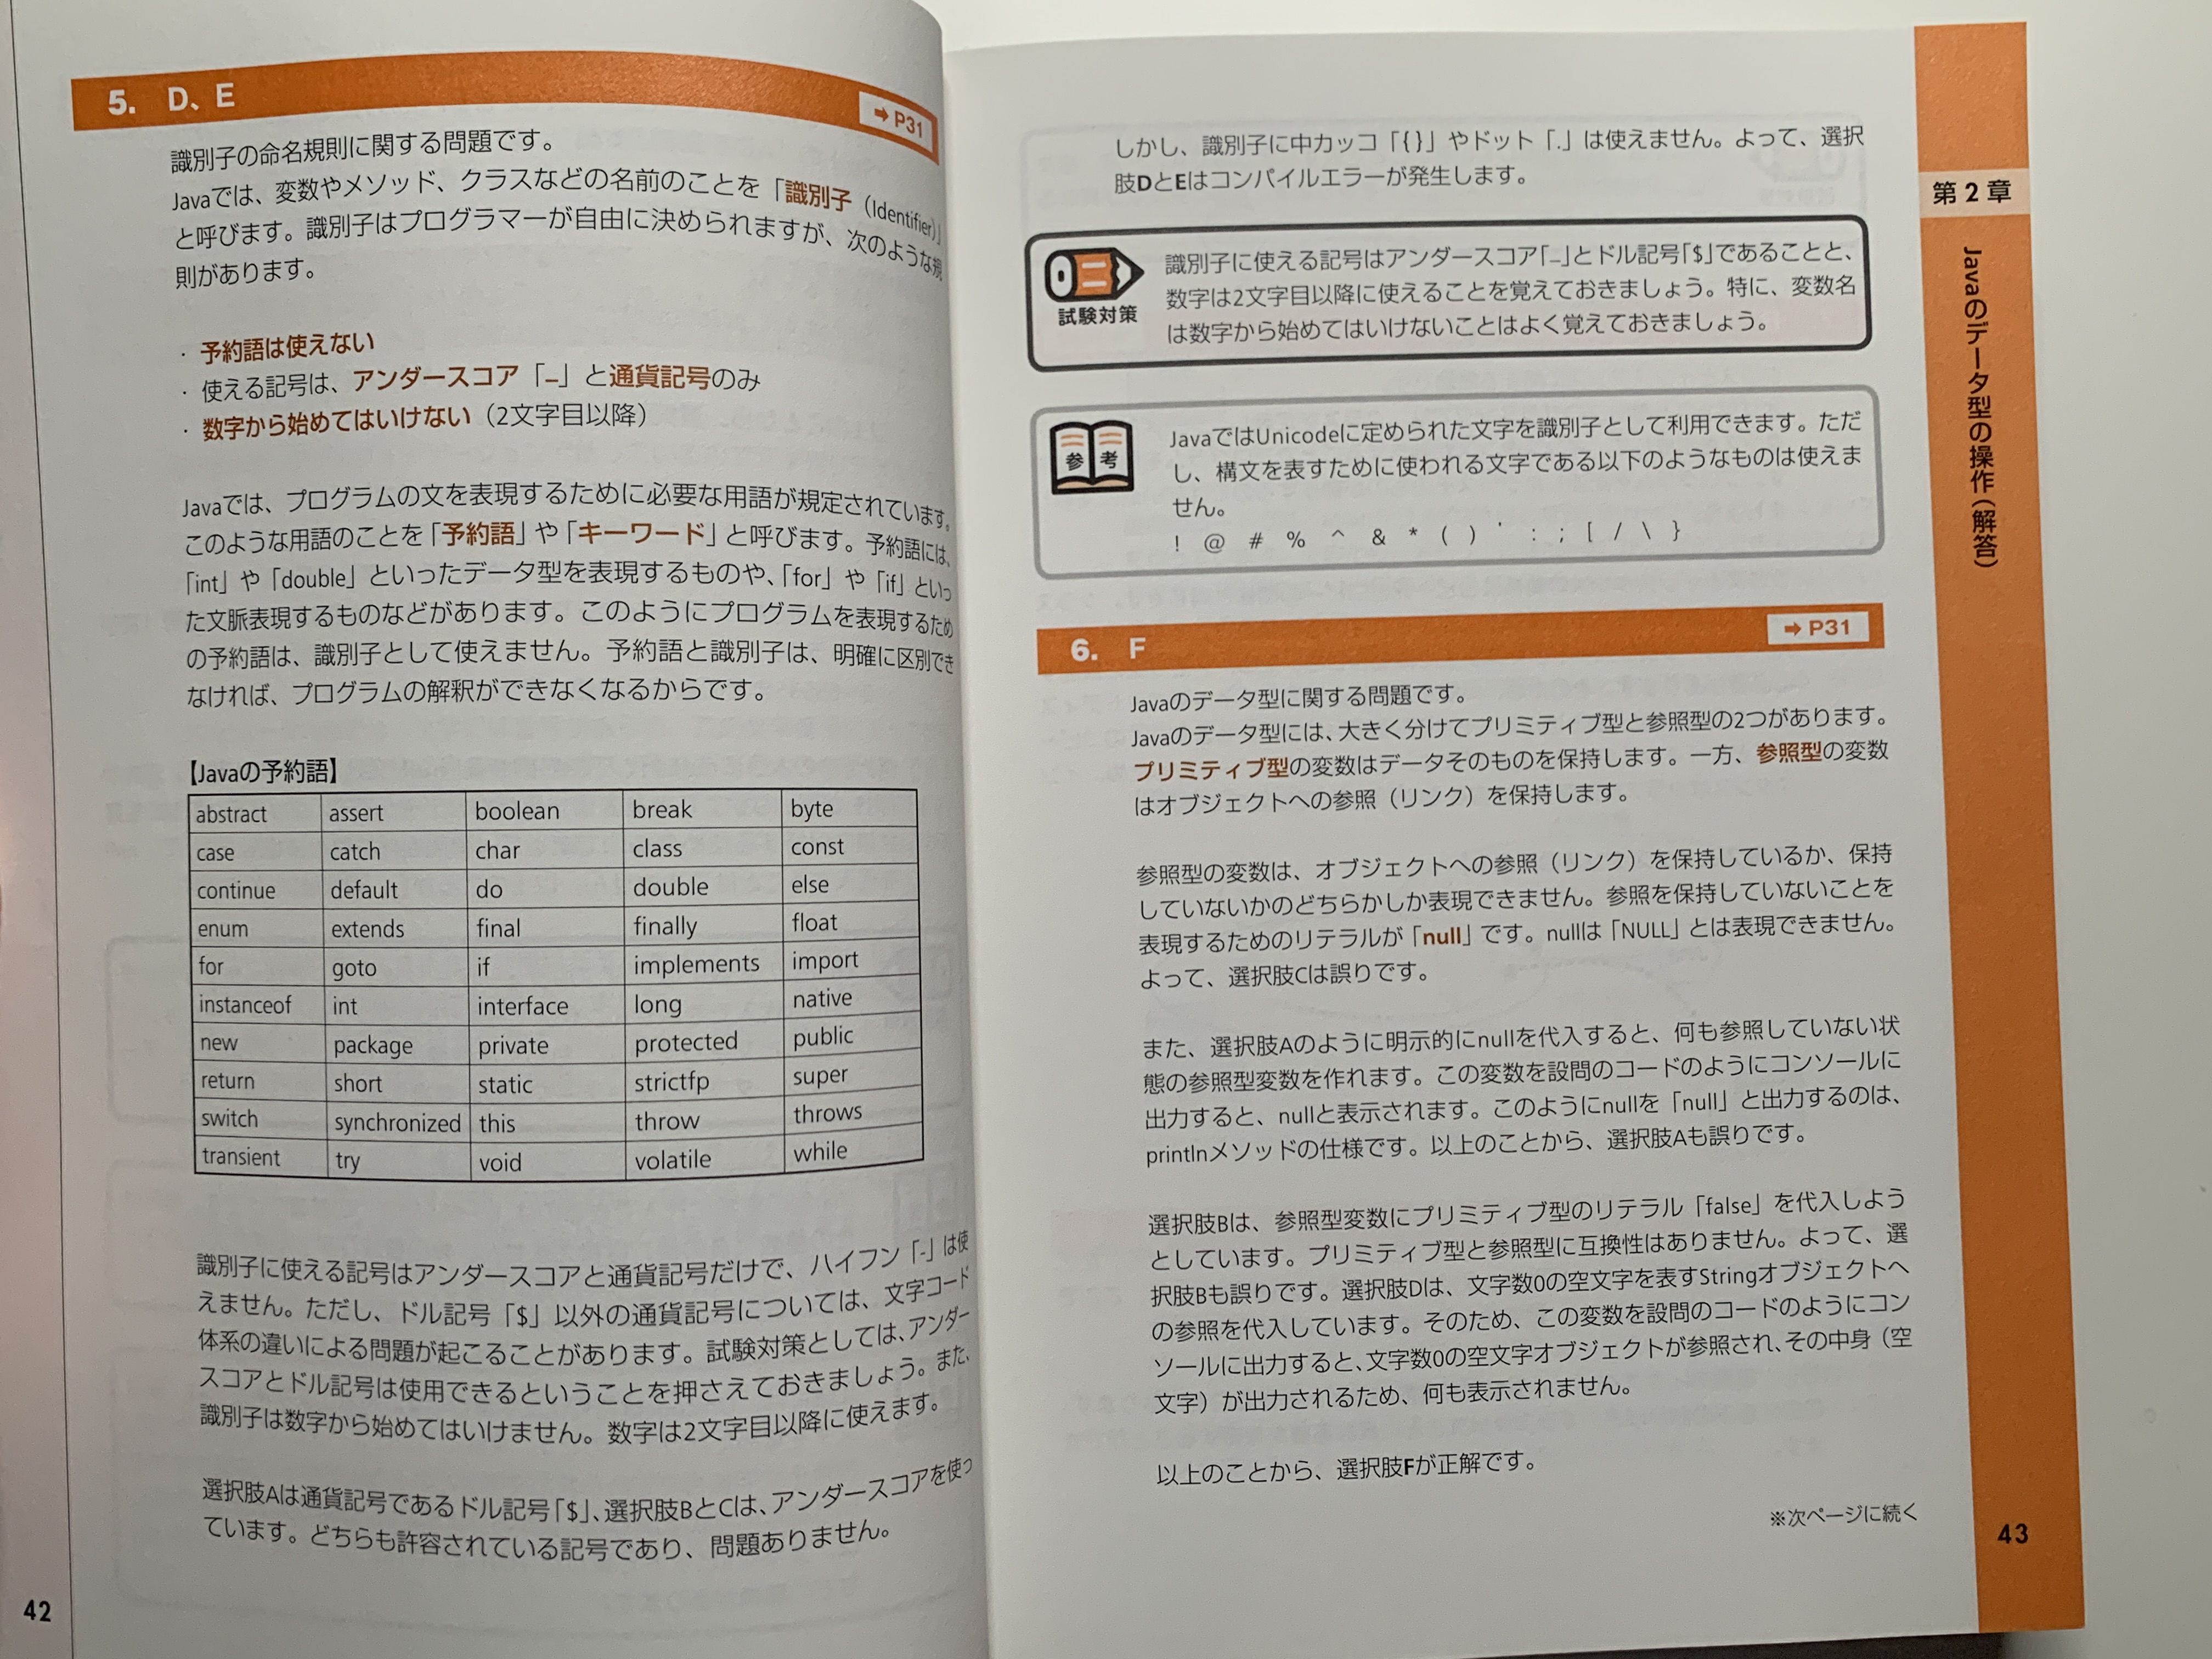 5. D、E
➡ P31
識別子の命名規則に関する問題です。
Javaでは、変数やメソッド、クラスなどの名前のことを「識別子（Identifier）」
と呼びます。識別子はプログラマーが自由に決められますが、次のような規
則があります。
・予約語は使えない
・使える記号は、アンダースコア「_」と通貨記号のみ
・数字から始めてはいけない（2文字目以降）
Javaでは、プログラムの文を表現するために必要な用語が規定されています。
このような用語のことを「予約語」や「キーワード」と呼びます。予約語には、
「int」や「double」といったデータ型を表現するものや、「for」や「if」といっ
た文脈表現するものなどがあります。このようにプログラムを表現するため
の予約語は、識別子として使えません。予約語と識別子は、明確に区別でき
なければ、プログラムの解釈ができなくなるからです。
【Javaの予約語】
abstract assert boolean break byte
case catch char class const
continue default do double else
enum extends final finally float
for goto if implements import
instanceof int interface long native
new package private protected public
return short static strictfp super
switch synchronized this throw throws
transient try void volatile while
識別子に使える記号はアンダースコアと通貨記号だけで、ハイフン「-」は使
えません。ただし、ドル記号「$」以外の通貨記号については、文字コード
体系の違いによる問題が起こることがあります。試験対策としては、アンダー
スコアとドル記号は使用できるということを押さえておきましょう。また、
識別子は数字から始めてはいけません。数字は2文字目以降に使えます。
選択肢Aは通貨記号であるドル記号「$」、選択肢BとCは、アンダースコアを使っ
ています。どちらも許容されている記号であり、問題ありません。
42
しかし、識別子に中カッコ「{}」やドット「.」は使えません。よって、選択
肢DとEはコンパイルエラーが発生します。
試験対策
識別子に使える記号はアンダースコア「_」とドル記号「$」であることと、
数字は2文字目以降に使えることを覚えておきましょう。特に、変数名
は数字から始めてはいけないことはよく覚えておきましょう。
参考
JavaではUnicodeに定められた文字を識別子として利用できます。ただ
し、構文を表すために使われる文字である以下のようなものは使えま
せん。
! @ # % ^ & * ( ) ' : ; [ / \ }
6. F
➡ P31
Javaのデータ型に関する問題です。
Javaのデータ型には、大きく分けてプリミティブ型と参照型の2つがあります。
プリミティブ型の変数はデータそのものを保持します。一方、参照型の変数
はオブジェクトへの参照（リンク）を保持します。
参照型の変数は、オブジェクトへの参照（リンク）を保持しているか、保持
していないかのどちらかしか表現できません。参照を保持していないことを
表現するためのリテラルが「null」です。nullは「NULL」とは表現できません。
よって、選択肢Cは誤りです。
また、選択肢Aのように明示的にnullを代入すると、何も参照していない状
態の参照型変数を作れます。この変数を設問のコードのようにコンソールに
出力すると、nullと表示されます。このようにnullを「null」と出力するのは、
printlnメソッドの仕様です。以上のことから、選択肢Aも誤りです。
選択肢Bは、参照型変数にプリミティブ型のリテラル「false」を代入しよう
としています。プリミティブ型と参照型に互換性はありません。よって、選
択肢Bも誤りです。選択肢Dは、文字数0の空文字を表すStringオブジェクトへ
の参照を代入しています。そのため、この変数を設問のコードのようにコン
ソールに出力すると、文字数0の空文字オブジェクトが参照され、その中身（空
文字）が出力されるため、何も表示されません。
以上のことから、選択肢Fが正解です。
※次ページに続く
第2章
Javaのデータ型の操作（解答）
43